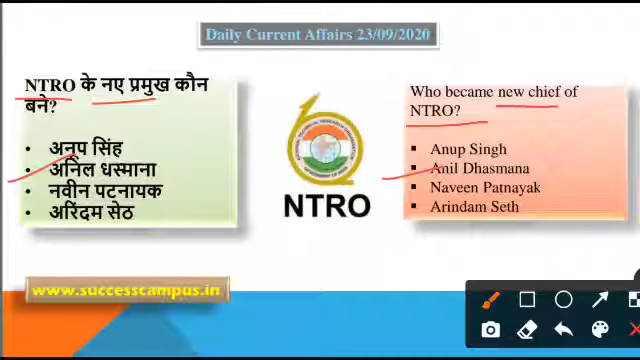 Daily Current Affairs 23/09/2020
NTRO के नए प्रमुख कौन
बने?
• अनूप सिंह
• अनिल धस्माना
• नवीन पटनायक
• अरिंदम सेठ
NTRO
Who became new chief of
NTRO?
▪ Anup Singh
▪ Anil Dhasmana
▪ Naveen Patnayak
▪ Arindam Seth
www.successcampus.in